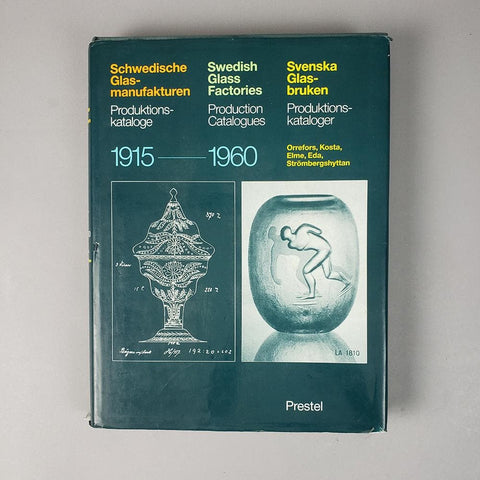 Schwedische
Glas-
manufakturen
Produktions-
kataloge
Swedish
Glass
Factories
Production
Catalogues
Svenska
Glas-
bruken
Produktions-
kataloger
1915 — 1960
Orrefors, Kosta,
Elme, Eda,
Strömbergshyttan
LA 1810
Prestel